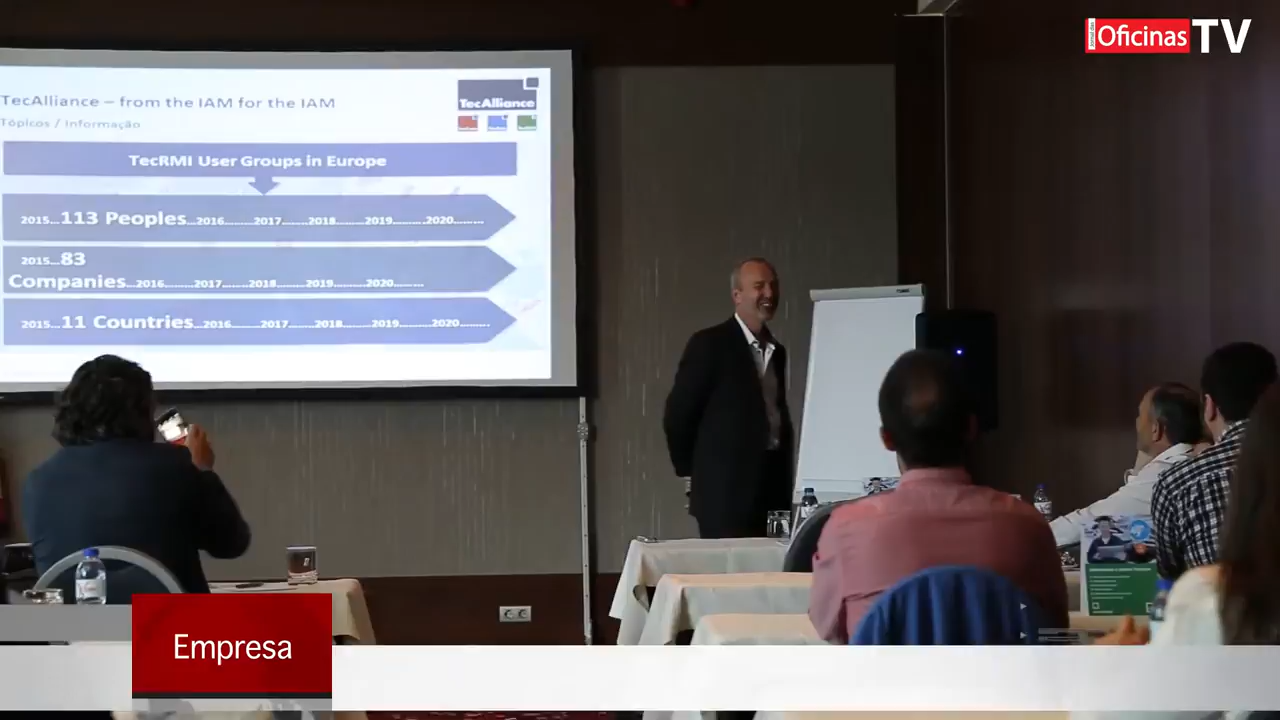 Oficinas TV
TecAlliance – from the IAM for the IAM
Tópicos / Informação
TecAlliance
TecRMI User Groups in Europe
2015...113 Peoples...2016.........2017........2018.........2019..........2020.........
2015...83
Companies...2016.........2017........2018.........2019.........2020.........
2015...11 Countries...2016.........2017........2018.........2019..........2020.........
Empresa